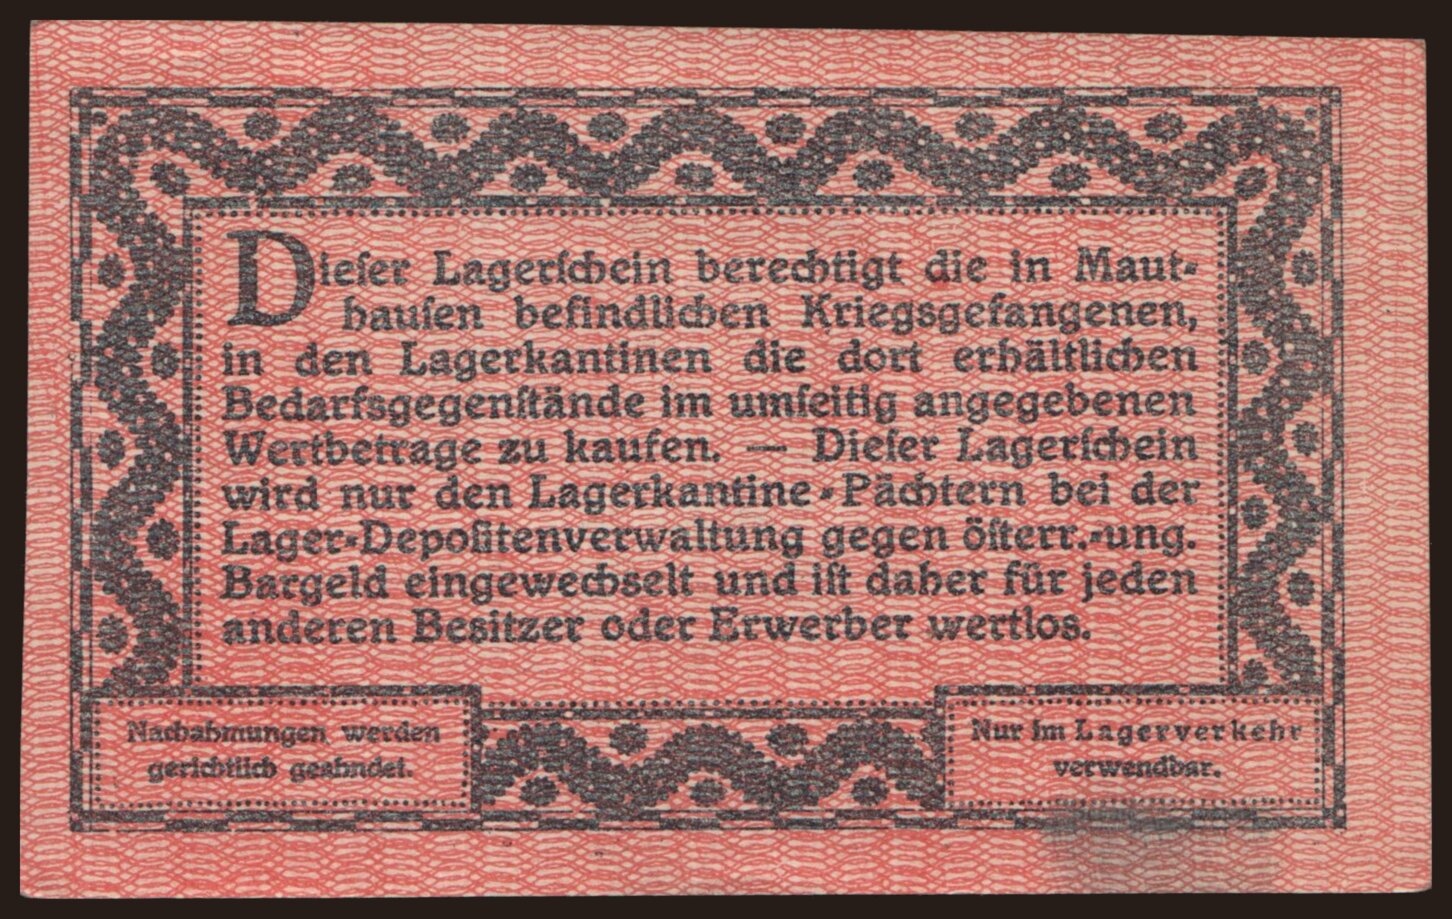 Dieser Lagerschein berechtigt die in Maut-
hausen befindlichen Kriegsgefangenen,
in den Lagerkantinen die dort erhältlichen
Bedarfsgegenstände im umseitig angegebenen
Wertbetrage zu kaufen. — Dieser Lagerschein
wird nur den Lagerkantine-Pächtern bei der
Lager-Depositenverwaltung gegen österr.-ung.
Bargeld eingewechselt und ist daher für jeden
anderen Besitzer oder Erwerber wertlos.
Nachahmungen werden
gerichtlich geahndet.
Nur im Lagerverkehr
verwendbar.